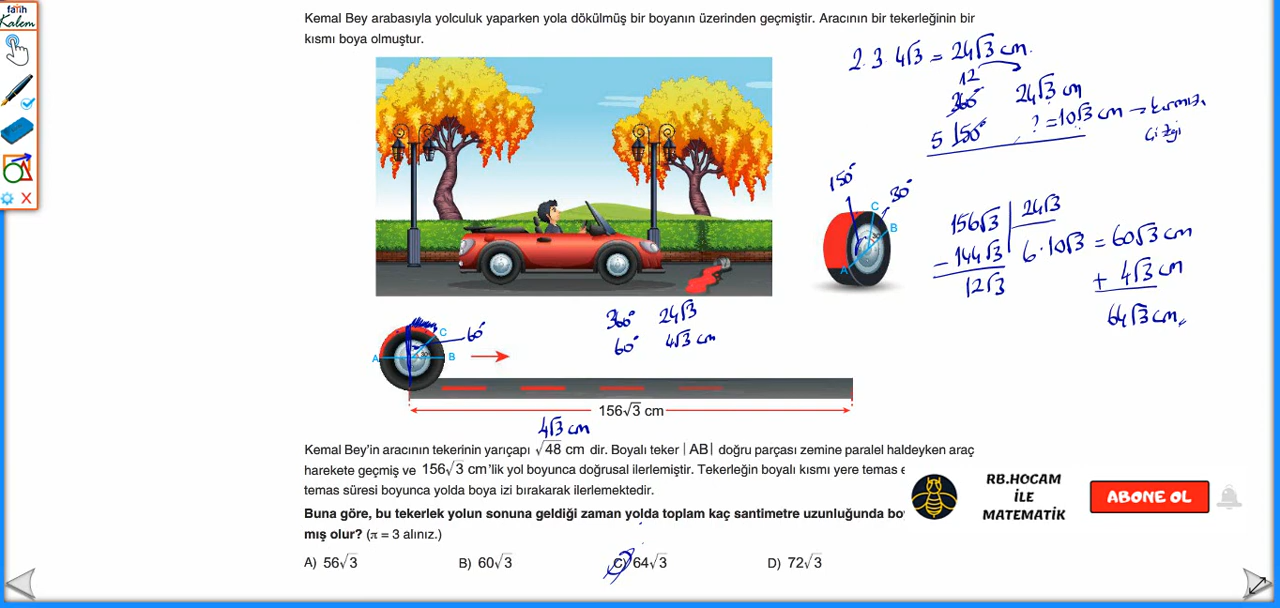 fatih
Kalem
Kemal Bey arabasıyla yolculuk yaparken yola dökülmüş bir boyanın üzerinden geçmiştir. Aracının bir tekerleğinin bir
kısmı boya olmuştur.
2.3.4√3 = 24√3 cm.
12
360° 24√3 cm
5 150° ? = 10√3 cm → kırmızı
çizgi
150°
30°
C
B
A
30
156√3 | 24√3
- 144√3 6 · 10√3 = 60√3 cm
12√3 + 4√3 cm
64√3 cm
360° 24√3
60° 4√3 cm
60°
C
A 30° B
156√3 cm
4√3 cm
Kemal Bey'in aracının tekerinin yarıçapı √48 cm dir. Boyalı teker |AB| doğru parçası zemine paralel haldeyken araç
harekete geçmiş ve 156√3 cm'lik yol boyunca doğrusal ilerlemiştir. Tekerleğin boyalı kısmı yere temas e
temas süresi boyunca yolda boya izi bırakarak ilerlemektedir.
Buna göre, bu tekerlek yolun sonuna geldiği zaman yolda toplam kaç santimetre uzunluğunda bo
mış olur? (π = 3 alınız.)
A) 56√3 B) 60√3 C) 64√3 D) 72√3
RB.HOCAM
İLE
MATEMATİK
ABONE OL